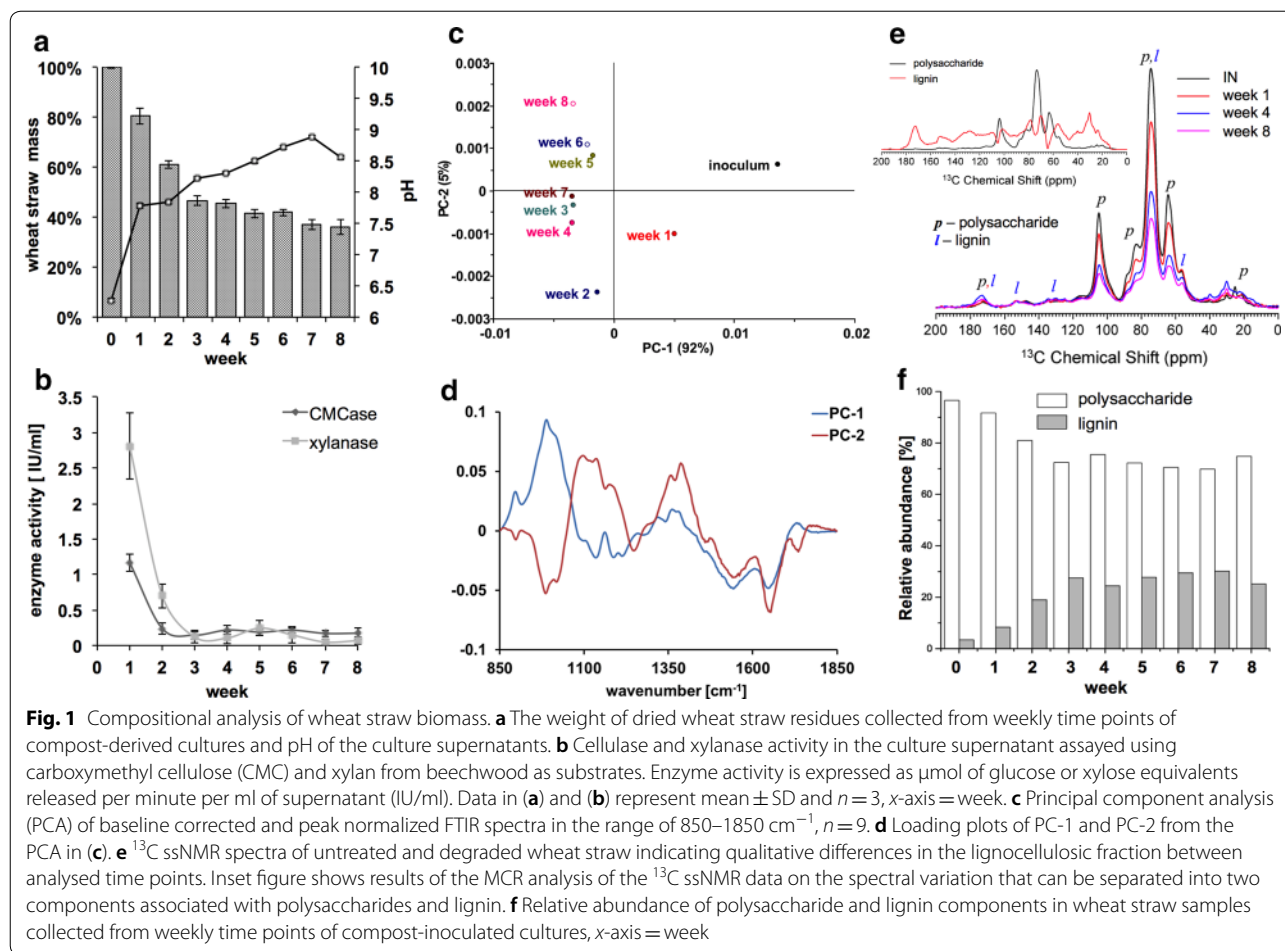 a
100%
80%
60%
40%
20%
0%
wheat straw mass
10
9.5
9
8.5
8
7.5
7
6.5
6
pH
0 1 2 3 4 5 6 7 8
week
b
3.5
3
2.5
2
1.5
1
0.5
0
enzyme activity [ IU/ml]
CMCase
xylanase
0 1 2 3 4 5 6 7 8
week
c
0.003
0.002
0.001
0
-0.001
-0.002
-0.003
PC-2 (5%)
week 8
week 6
week 5
inoculum
week 7
week 3
week 4
week 1
week 2
-0.01 0 0.01 0.02
PC-1 (92%)
d
0.1
0.05
0
-0.05
-0.1
PC-1
PC-2
850 1100 1350 1600 1850
wavenumber [cm-1]
e
polysaccharide
lignin
200 180 160 140 120 100 80 60 40 20 0
13C Chemical Shift (ppm)
p,l
IN
week 1
week 4
week 8
p – polysaccharide
l – lignin
p
p
p
p,l
l
l
l
p
200 180 160 140 120 100 80 60 40 20 0
13C Chemical Shift (ppm)
f
100
80
60
40
20
0
Relative abundance [%]
polysaccharide
lignin
0 1 2 3 4 5 6 7 8
week
Fig. 1 Compositional analysis of wheat straw biomass. a The weight of dried wheat straw residues collected from weekly time points of
compost-derived cultures and pH of the culture supernatants. b Cellulase and xylanase activity in the culture supernatant assayed using
carboxymethyl cellulose (CMC) and xylan from beechwood as substrates. Enzyme activity is expressed as μmol of glucose or xylose equivalents
released per minute per ml of supernatant (IU/ml). Data in (a) and (b) represent mean ± SD and n = 3, x-axis = week. c Principal component analysis
(PCA) of baseline corrected and peak normalized FTIR spectra in the range of 850–1850 cm−1, n = 9. d Loading plots of PC-1 and PC-2 from the
PCA in (c). e 13C ssNMR spectra of untreated and degraded wheat straw indicating qualitative differences in the lignocellulosic fraction between
analysed time points. Inset figure shows results of the MCR analysis of the 13C ssNMR data on the spectral variation that can be separated into two
components associated with polysaccharides and lignin. f Relative abundance of polysaccharide and lignin components in wheat straw samples
collected from weekly time points of compost-inoculated cultures, x-axis = week